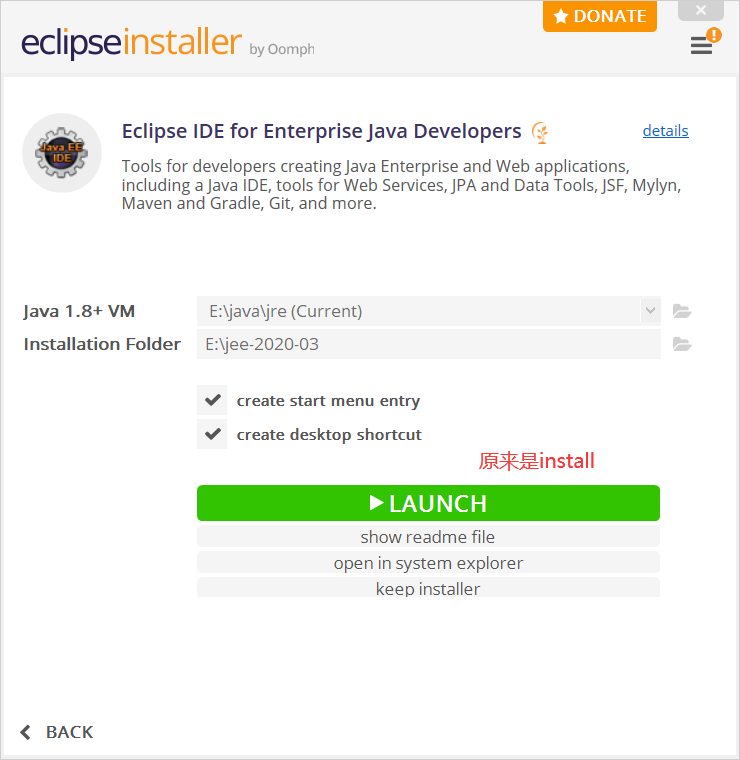 DONATE
eclipseinstaller by Oomph
Java EE
IDE
Eclipse IDE for Enterprise Java Developers
details
Tools for developers creating Java Enterprise and Web applications,
including a Java IDE, tools for Web Services, JPA and Data Tools, JSF, Mylyn,
Maven and Gradle, Git, and more.
Java 1.8+ VM
E:\java\jre (Current)
Installation Folder
E:\jee-2020-03
create start menu entry
create desktop shortcut
原来是install
LAUNCH
show readme file
open in system explorer
keep installer
BACK